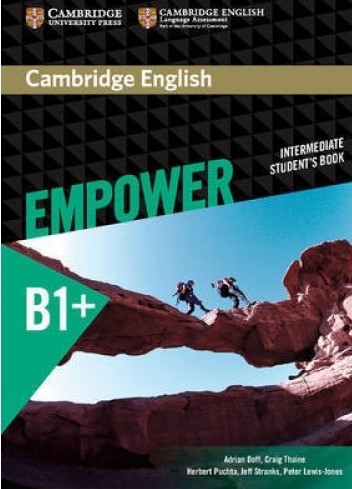 CAMBRIDGE
UNIVERSITY PRESS
CAMBRIDGE ENGLISH
Language Assessment
Part of the University of Cambridge
Cambridge English
INTERMEDIATE
STUDENT'S BOOK
EMPOWER
B1+
Adrian Doff, Craig Thaine
Herbert Puchta, Jeff Stranks, Peter Lewis-Jones